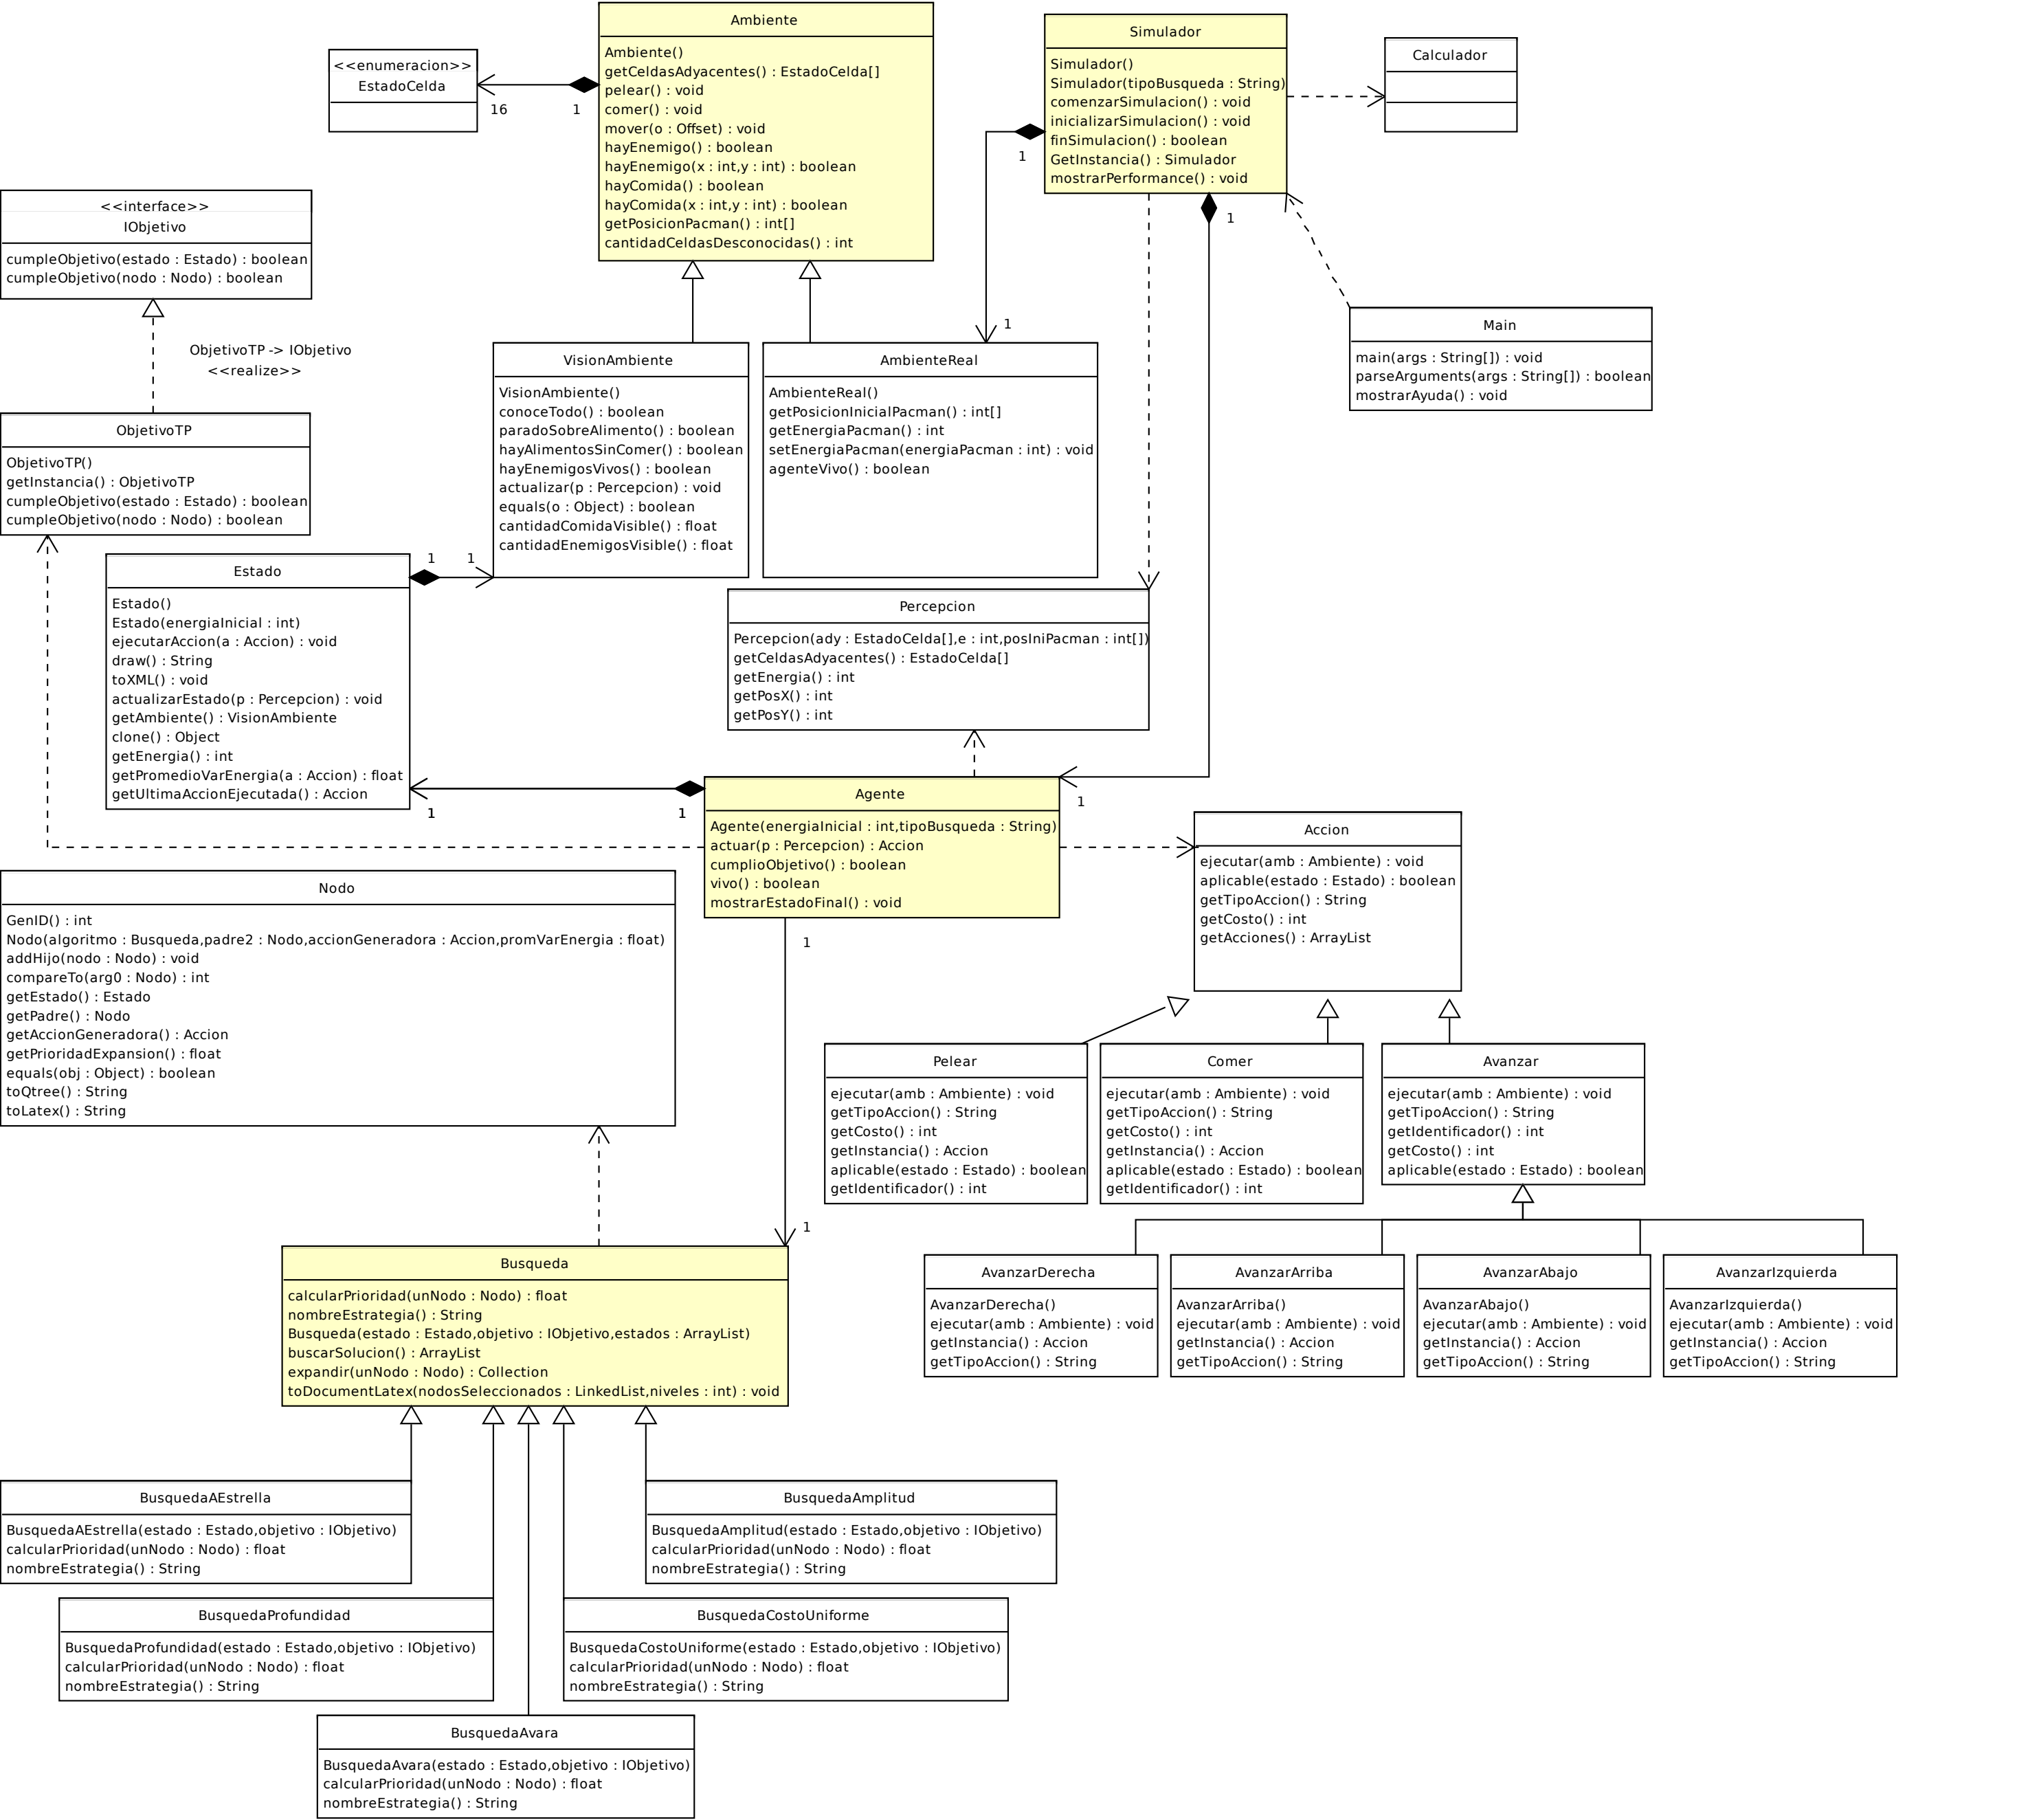 Ambiente
Ambiente()
getCeldasAdyacentes() : EstadoCelda[]
pelear() : void
comer() : void
mover(o : Offset) : void
hayEnemigo() : boolean
hayEnemigo(x : int,y : int) : boolean
hayComida() : boolean
hayComida(x : int,y : int) : boolean
getPosicionPacman() : int[]
cantidadCeldasDesconocidas() : int
<<enumeracion>>
EstadoCelda
16
1
Simulador
Simulador()
Simulador(tipoBusqueda : String)
comenzarSimulacion() : void
inicializarSimulacion() : void
finSimulacion() : boolean
GetInstancia() : Simulador
mostrarPerformance() : void
1
1
1
Calculador
<<interface>>
IObjetivo
cumpleObjetivo(estado : Estado) : boolean
cumpleObjetivo(nodo : Nodo) : boolean
ObjetivoTP -> IObjetivo
<<realize>>
Main
main(args : String[]) : void
parseArguments(args : String[]) : boolean
mostrarAyuda() : void
VisionAmbiente
VisionAmbiente()
conoceTodo() : boolean
paradoSobreAlimento() : boolean
hayAlimentosSinComer() : boolean
hayEnemigosVivos() : boolean
actualizar(p : Percepcion) : void
equals(o : Object) : boolean
cantidadComidaVisible() : float
cantidadEnemigosVisible() : float
AmbienteReal
AmbienteReal()
getPosicionInicialPacman() : int[]
getEnergiaPacman() : int
setEnergiaPacman(energiaPacman : int) : void
agenteVivo() : boolean
ObjetivoTP
ObjetivoTP()
getInstancia() : ObjetivoTP
cumpleObjetivo(estado : Estado) : boolean
cumpleObjetivo(nodo : Nodo) : boolean
1
1
Estado
Estado()
Estado(energiaInicial : int)
ejecutarAccion(a : Accion) : void
draw() : String
toXML() : void
actualizarEstado(p : Percepcion) : void
getAmbiente() : VisionAmbiente
clone() : Object
getEnergia() : int
getPromedioVarEnergia(a : Accion) : float
getUltimaAccionEjecutada() : Accion
Percepcion
Percepcion(ady : EstadoCelda[],e : int,posIniPacman : int[])
getCeldasAdyacentes() : EstadoCelda[]
getEnergia() : int
getPosX() : int
getPosY() : int
1
1
1
Agente
Agente(energiaInicial : int,tipoBusqueda : String)
actuar(p : Percepcion) : Accion
cumplioObjetivo() : boolean
vivo() : boolean
mostrarEstadoFinal() : void
1
1
Accion
ejecutar(amb : Ambiente) : void
aplicable(estado : Estado) : boolean
getTipoAccion() : String
getCosto() : int
getAcciones() : ArrayList
Nodo
GenID() : int
Nodo(algoritmo : Busqueda,padre2 : Nodo,accionGeneradora : Accion,promVarEnergia : float)
addHijo(nodo : Nodo) : void
compareTo(arg0 : Nodo) : int
getEstado() : Estado
getPadre() : Nodo
getAccionGeneradora() : Accion
getPrioridadExpansion() : float
equals(obj : Object) : boolean
toQtree() : String
toLatex() : String
Pelear
ejecutar(amb : Ambiente) : void
getTipoAccion() : String
getCosto() : int
getInstancia() : Accion
aplicable(estado : Estado) : boolean
getIdentificador() : int
Comer
ejecutar(amb : Ambiente) : void
getTipoAccion() : String
getCosto() : int
getInstancia() : Accion
aplicable(estado : Estado) : boolean
getIdentificador() : int
Avanzar
ejecutar(amb : Ambiente) : void
getTipoAccion() : String
getIdentificador() : int
getCosto() : int
aplicable(estado : Estado) : boolean
AvanzarDerecha
AvanzarDerecha()
ejecutar(amb : Ambiente) : void
getInstancia() : Accion
getTipoAccion() : String
AvanzarArriba
AvanzarArriba()
ejecutar(amb : Ambiente) : void
getInstancia() : Accion
getTipoAccion() : String
AvanzarAbajo
AvanzarAbajo()
ejecutar(amb : Ambiente) : void
getInstancia() : Accion
getTipoAccion() : String
AvanzarIzquierda
AvanzarIzquierda()
ejecutar(amb : Ambiente) : void
getInstancia() : Accion
getTipoAccion() : String
Busqueda
calcularPrioridad(unNodo : Nodo) : float
nombreEstrategia() : String
Busqueda(estado : Estado,objetivo : IObjetivo,estados : ArrayList)
buscarSolucion() : ArrayList
expandir(unNodo : Nodo) : Collection
toDocumentLatex(nodosSeleccionados : LinkedList,niveles : int) : void
BusquedaAEstrella
BusquedaAEstrella(estado : Estado,objetivo : IObjetivo)
calcularPrioridad(unNodo : Nodo) : float
nombreEstrategia() : String
BusquedaAmplitud
BusquedaAmplitud(estado : Estado,objetivo : IObjetivo)
calcularPrioridad(unNodo : Nodo) : float
nombreEstrategia() : String
BusquedaProfundidad
BusquedaProfundidad(estado : Estado,objetivo : IObjetivo)
calcularPrioridad(unNodo : Nodo) : float
nombreEstrategia() : String
BusquedaCostoUniforme
BusquedaCostoUniforme(estado : Estado,objetivo : IObjetivo)
calcularPrioridad(unNodo : Nodo) : float
nombreEstrategia() : String
BusquedaAvara
BusquedaAvara(estado : Estado,objetivo : IObjetivo)
calcularPrioridad(unNodo : Nodo) : float
nombreEstrategia() : String